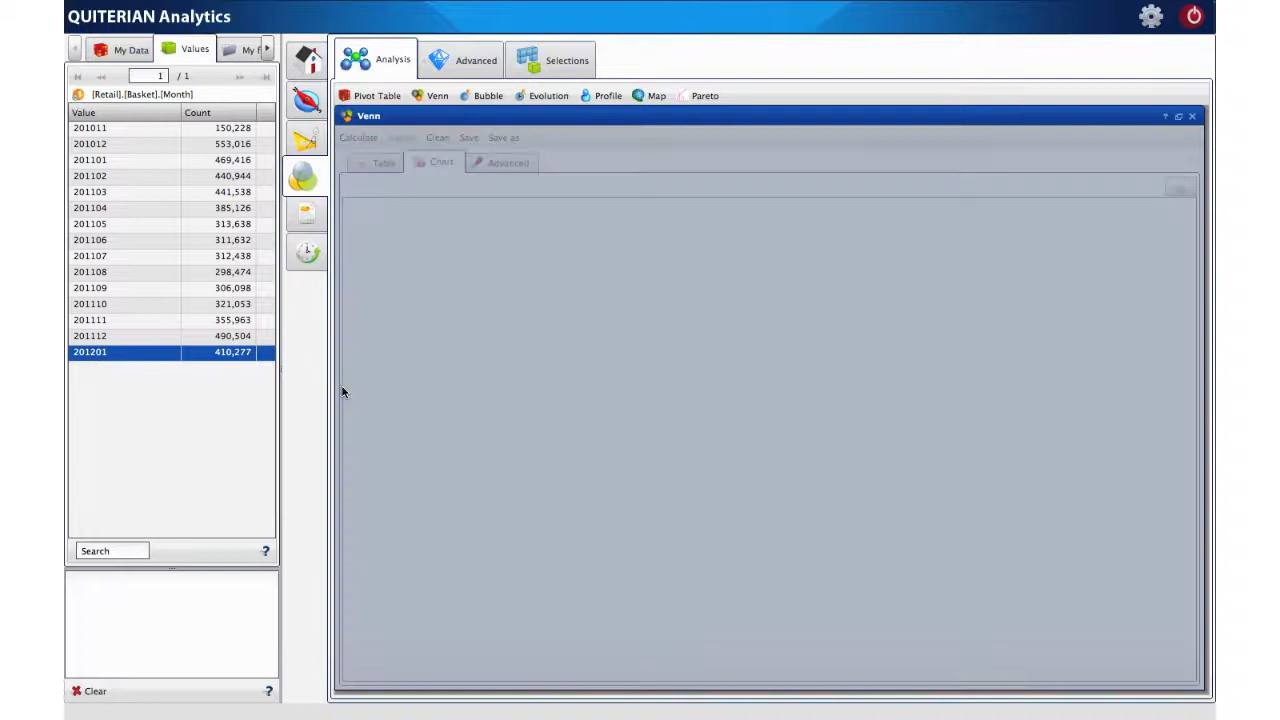 QUITERIAN Analytics
My Data
Values
My f
Analysis
Advanced
Selections
1 / 1
[Retail].[Basket].[Month]
Pivot Table
Venn
Bubble
Evolution
Profile
Map
Pareto
Value Count
201011 150,228
201012 553,016
201101 469,416
201102 440,944
201103 441,538
201104 385,126
201105 313,638
201106 311,632
201107 312,438
201108 298,474
201109 306,098
201110 321,053
201111 355,963
201112 490,504
201201 410,277
Search ?
Clear ?
Venn ?
Calculate
Clean
Save
Save as
Table
Chart
Advanced